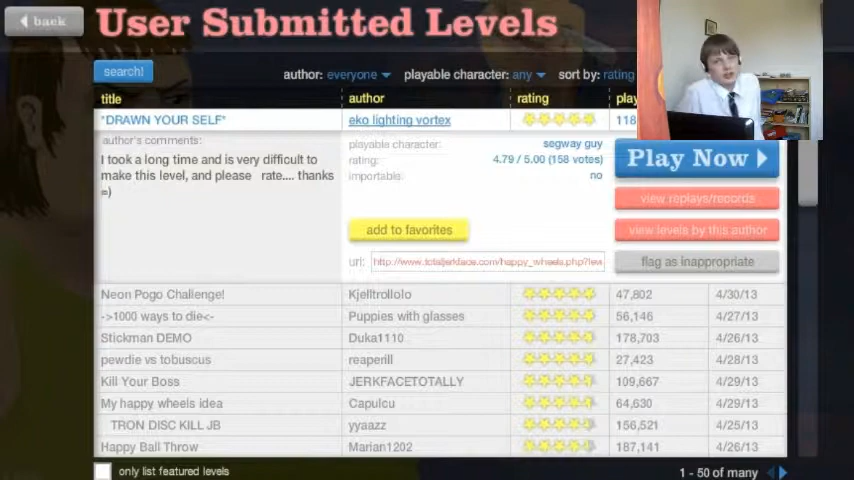 back
User Submitted Levels
search!
author: everyone playable character: any sort by: rating
title author rating
*DRAWN YOUR SELF* eko lighting vortex 118
author's comments:
I took a long time and is very difficult to
make this level, and please rate.... thanks
=)
playable character: segway guy
rating: 4.79 / 5.00 (158 votes)
importable: no
add to favorites
url: http://www.totaljerkface.com/happy_wheels.php?lev
Play Now
view replays/records
view levels by this author
flag as inappropriate
Neon Pogo Challenge! Kjelltrollolo 47,802 4/30/13
->1000 ways to die<- Puppies with glasses 56,146 4/27/13
Stickman DEMO Duka1110 178,703 4/26/13
pewdie vs tobuscus reaperill 27,423 4/28/13
Kill Your Boss JERKFACETOTALLY 109,667 4/29/13
My happy wheels idea Capulcu 64,630 4/29/13
TRON DISC KILL JB yyaazz 156,521 4/25/13
Happy Ball Throw Marian1202 187,141 4/26/13
only list featured levels 1 - 50 of many